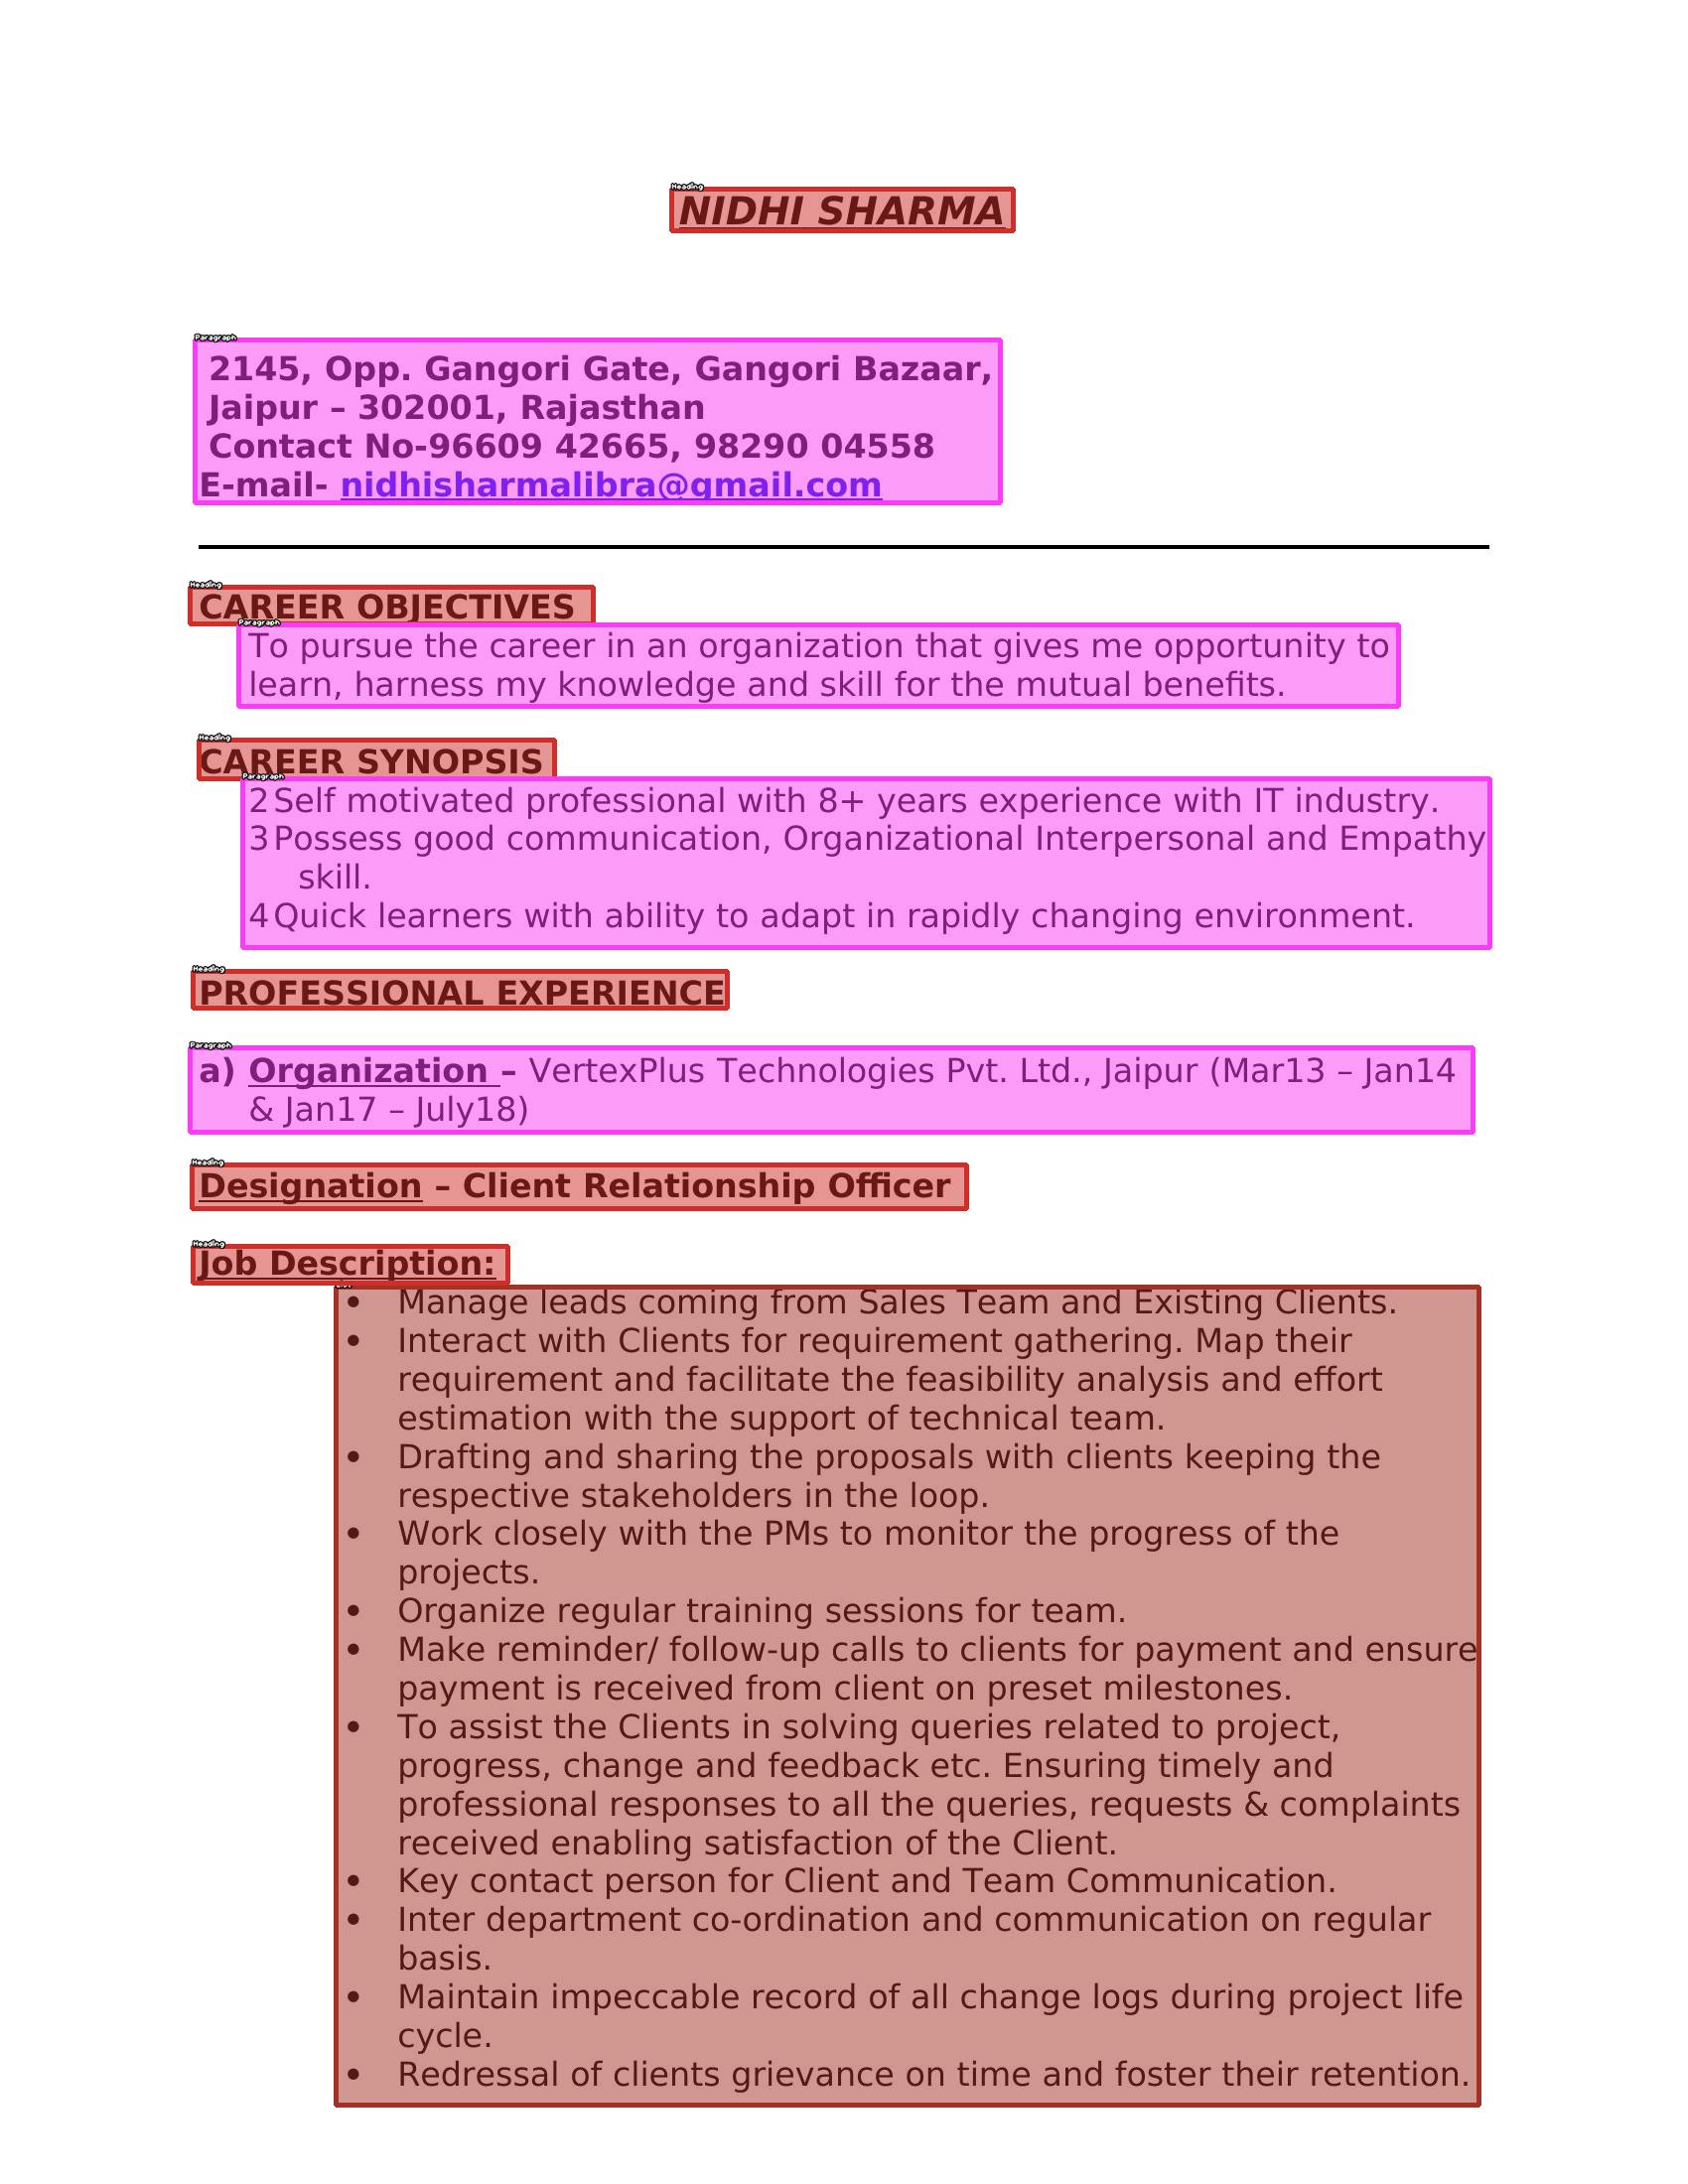 NIDHI SHARMA
2145, Opp. Gangori Gate, Gangori Bazaar,
Jaipur – 302001, Rajasthan
Contact No-96609 42665, 98290 04558
E-mail- nidhisharmalibra@gmail.com
CAREER OBJECTIVES
To pursue the career in an organization that gives me opportunity to
learn, harness my knowledge and skill for the mutual benefits.
CAREER SYNOPSIS
2 Self motivated professional with 8+ years experience with IT industry.
3 Possess good communication, Organizational Interpersonal and Empathy
skill.
4 Quick learners with ability to adapt in rapidly changing environment.
PROFESSIONAL EXPERIENCE
a) Organization – VertexPlus Technologies Pvt. Ltd., Jaipur (Mar13 – Jan14
& Jan17 – July18)
Designation – Client Relationship Officer
Job Description:
• Manage leads coming from Sales Team and Existing Clients.
• Interact with Clients for requirement gathering. Map their
requirement and facilitate the feasibility analysis and effort
estimation with the support of technical team.
• Drafting and sharing the proposals with clients keeping the
respective stakeholders in the loop.
• Work closely with the PMs to monitor the progress of the
projects.
• Organize regular training sessions for team.
• Make reminder/ follow-up calls to clients for payment and ensure
payment is received from client on preset milestones.
• To assist the Clients in solving queries related to project,
progress, change and feedback etc. Ensuring timely and
professional responses to all the queries, requests & complaints
received enabling satisfaction of the Client.
• Key contact person for Client and Team Communication.
• Inter department co-ordination and communication on regular
basis.
• Maintain impeccable record of all change logs during project life
cycle.
• Redressal of clients grievance on time and foster their retention.